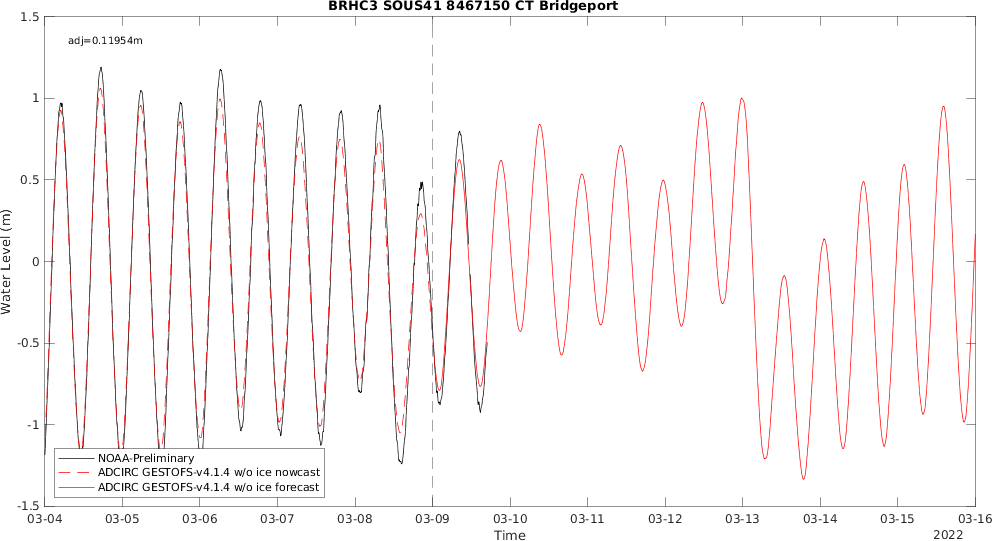 BRHC3 SOUS41 8467150 CT Bridgeport
adj=0.11954m
1.5
1
0.5
0
-0.5
-1
-1.5
Water Level (m)
NOAA-Preliminary
ADCIRC GESTOFS-v4.1.4 w/o ice nowcast
ADCIRC GESTOFS-v4.1.4 w/o ice forecast
03-04 03-05 03-06 03-07 03-08 03-09 03-10 03-11 03-12 03-13 03-14 03-15 03-16
Time
2022